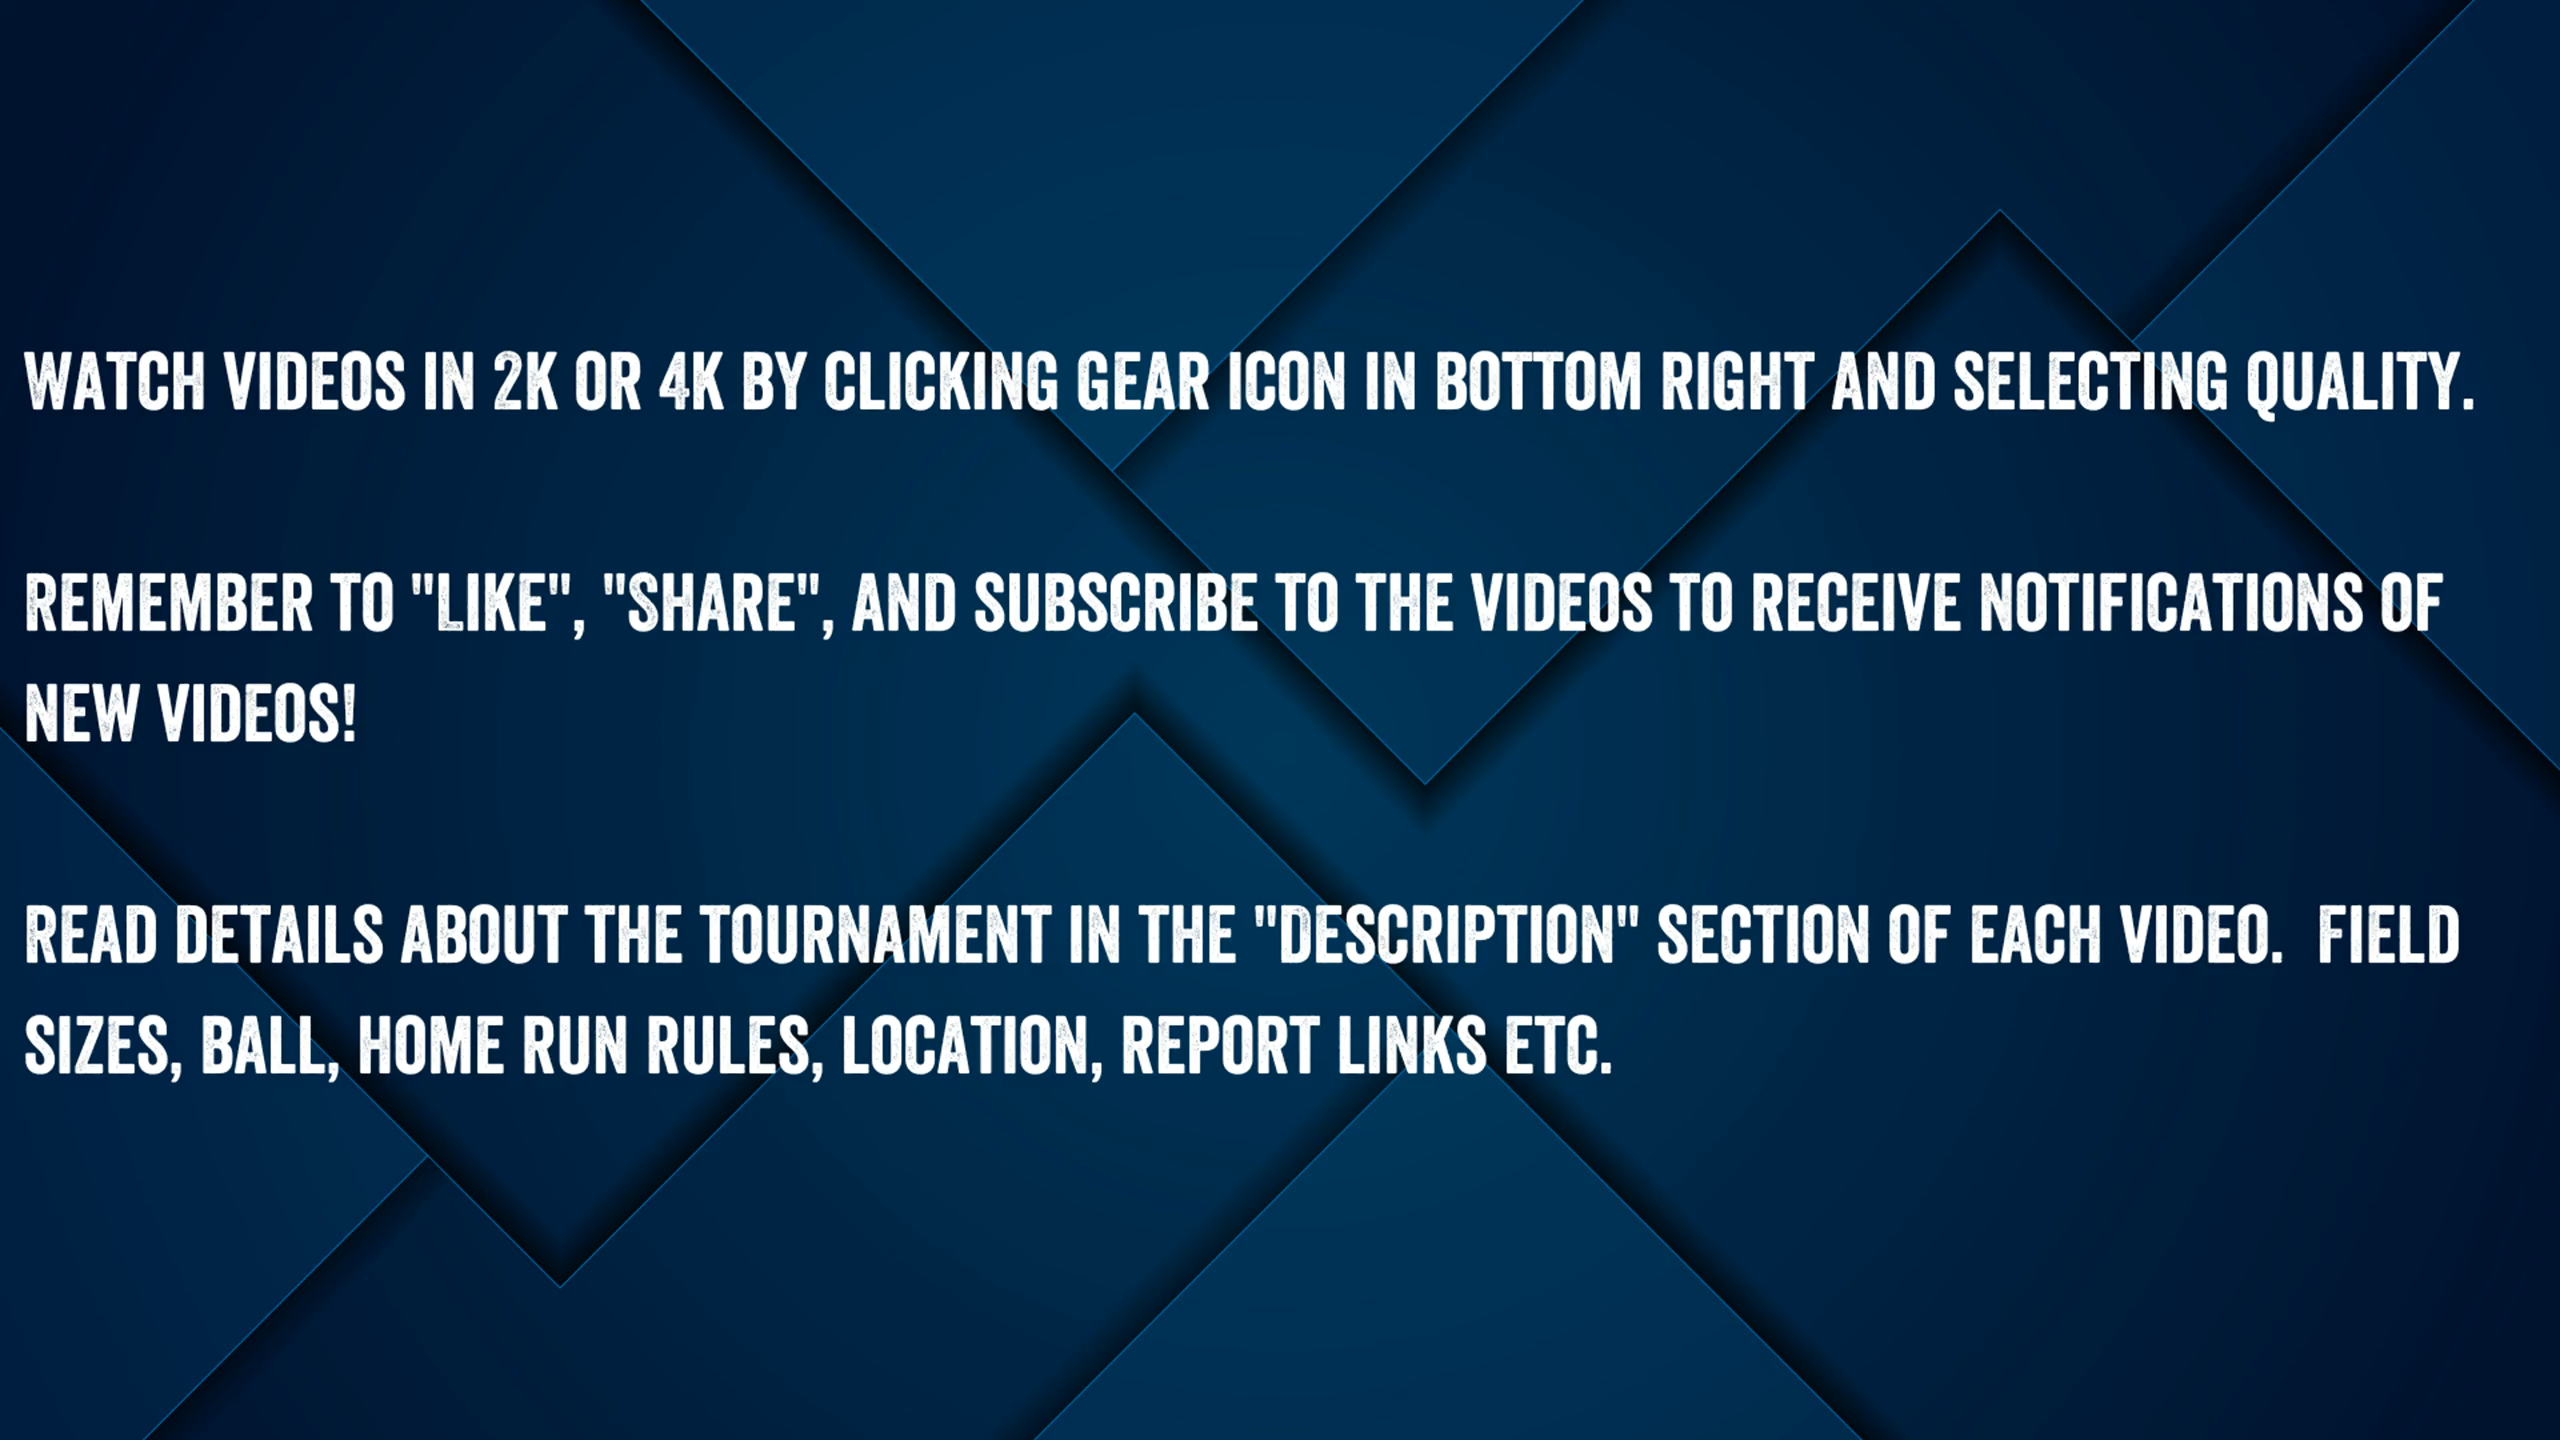 WATCH VIDEOS IN 2K OR 4K BY CLICKING GEAR ICON IN BOTTOM RIGHT AND SELECTING QUALITY.
REMEMBER TO "LIKE", "SHARE", AND SUBSCRIBE TO THE VIDEOS TO RECEIVE NOTIFICATIONS OF
NEW VIDEOS!
READ DETAILS ABOUT THE TOURNAMENT IN THE "DESCRIPTION" SECTION OF EACH VIDEO.  FIELD
SIZES, BALL, HOME RUN RULES, LOCATION, REPORT LINKS ETC.